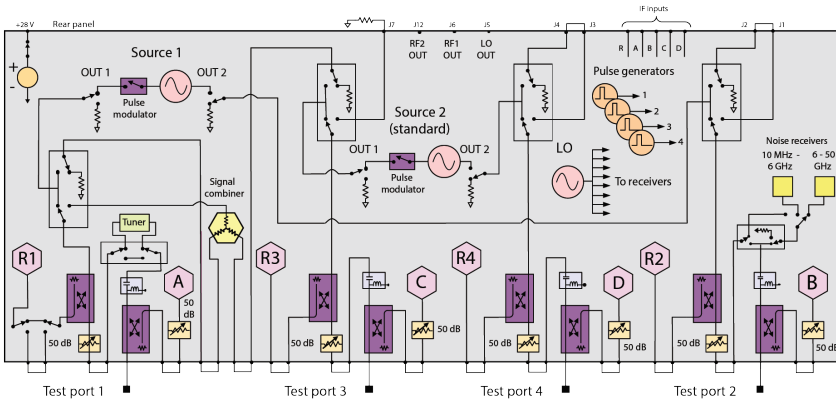 IF inputs
+28 V
Rear panel
J7
J12
J6
J5
J4
J3
J2
J1
RF2
OUT
RF1
OUT
LO
OUT
R
A
B
C
D
Source 1
OUT 1
OUT 2
Pulse
modulator
Source 2
(standard)
OUT 1
OUT 2
Pulse
modulator
Pulse generators
1
2
3
4
LO
To receivers
Noise receivers
10 MHz -
6 GHz
6 - 50
GHz
Signal
combiner
Tuner
+
-
R1
A
R3
C
R4
D
R2
B
50
dB
50 dB
50 dB
50 dB
50 dB
50 dB
50 dB
50 dB
Test port 1
Test port 3
Test port 4
Test port 2